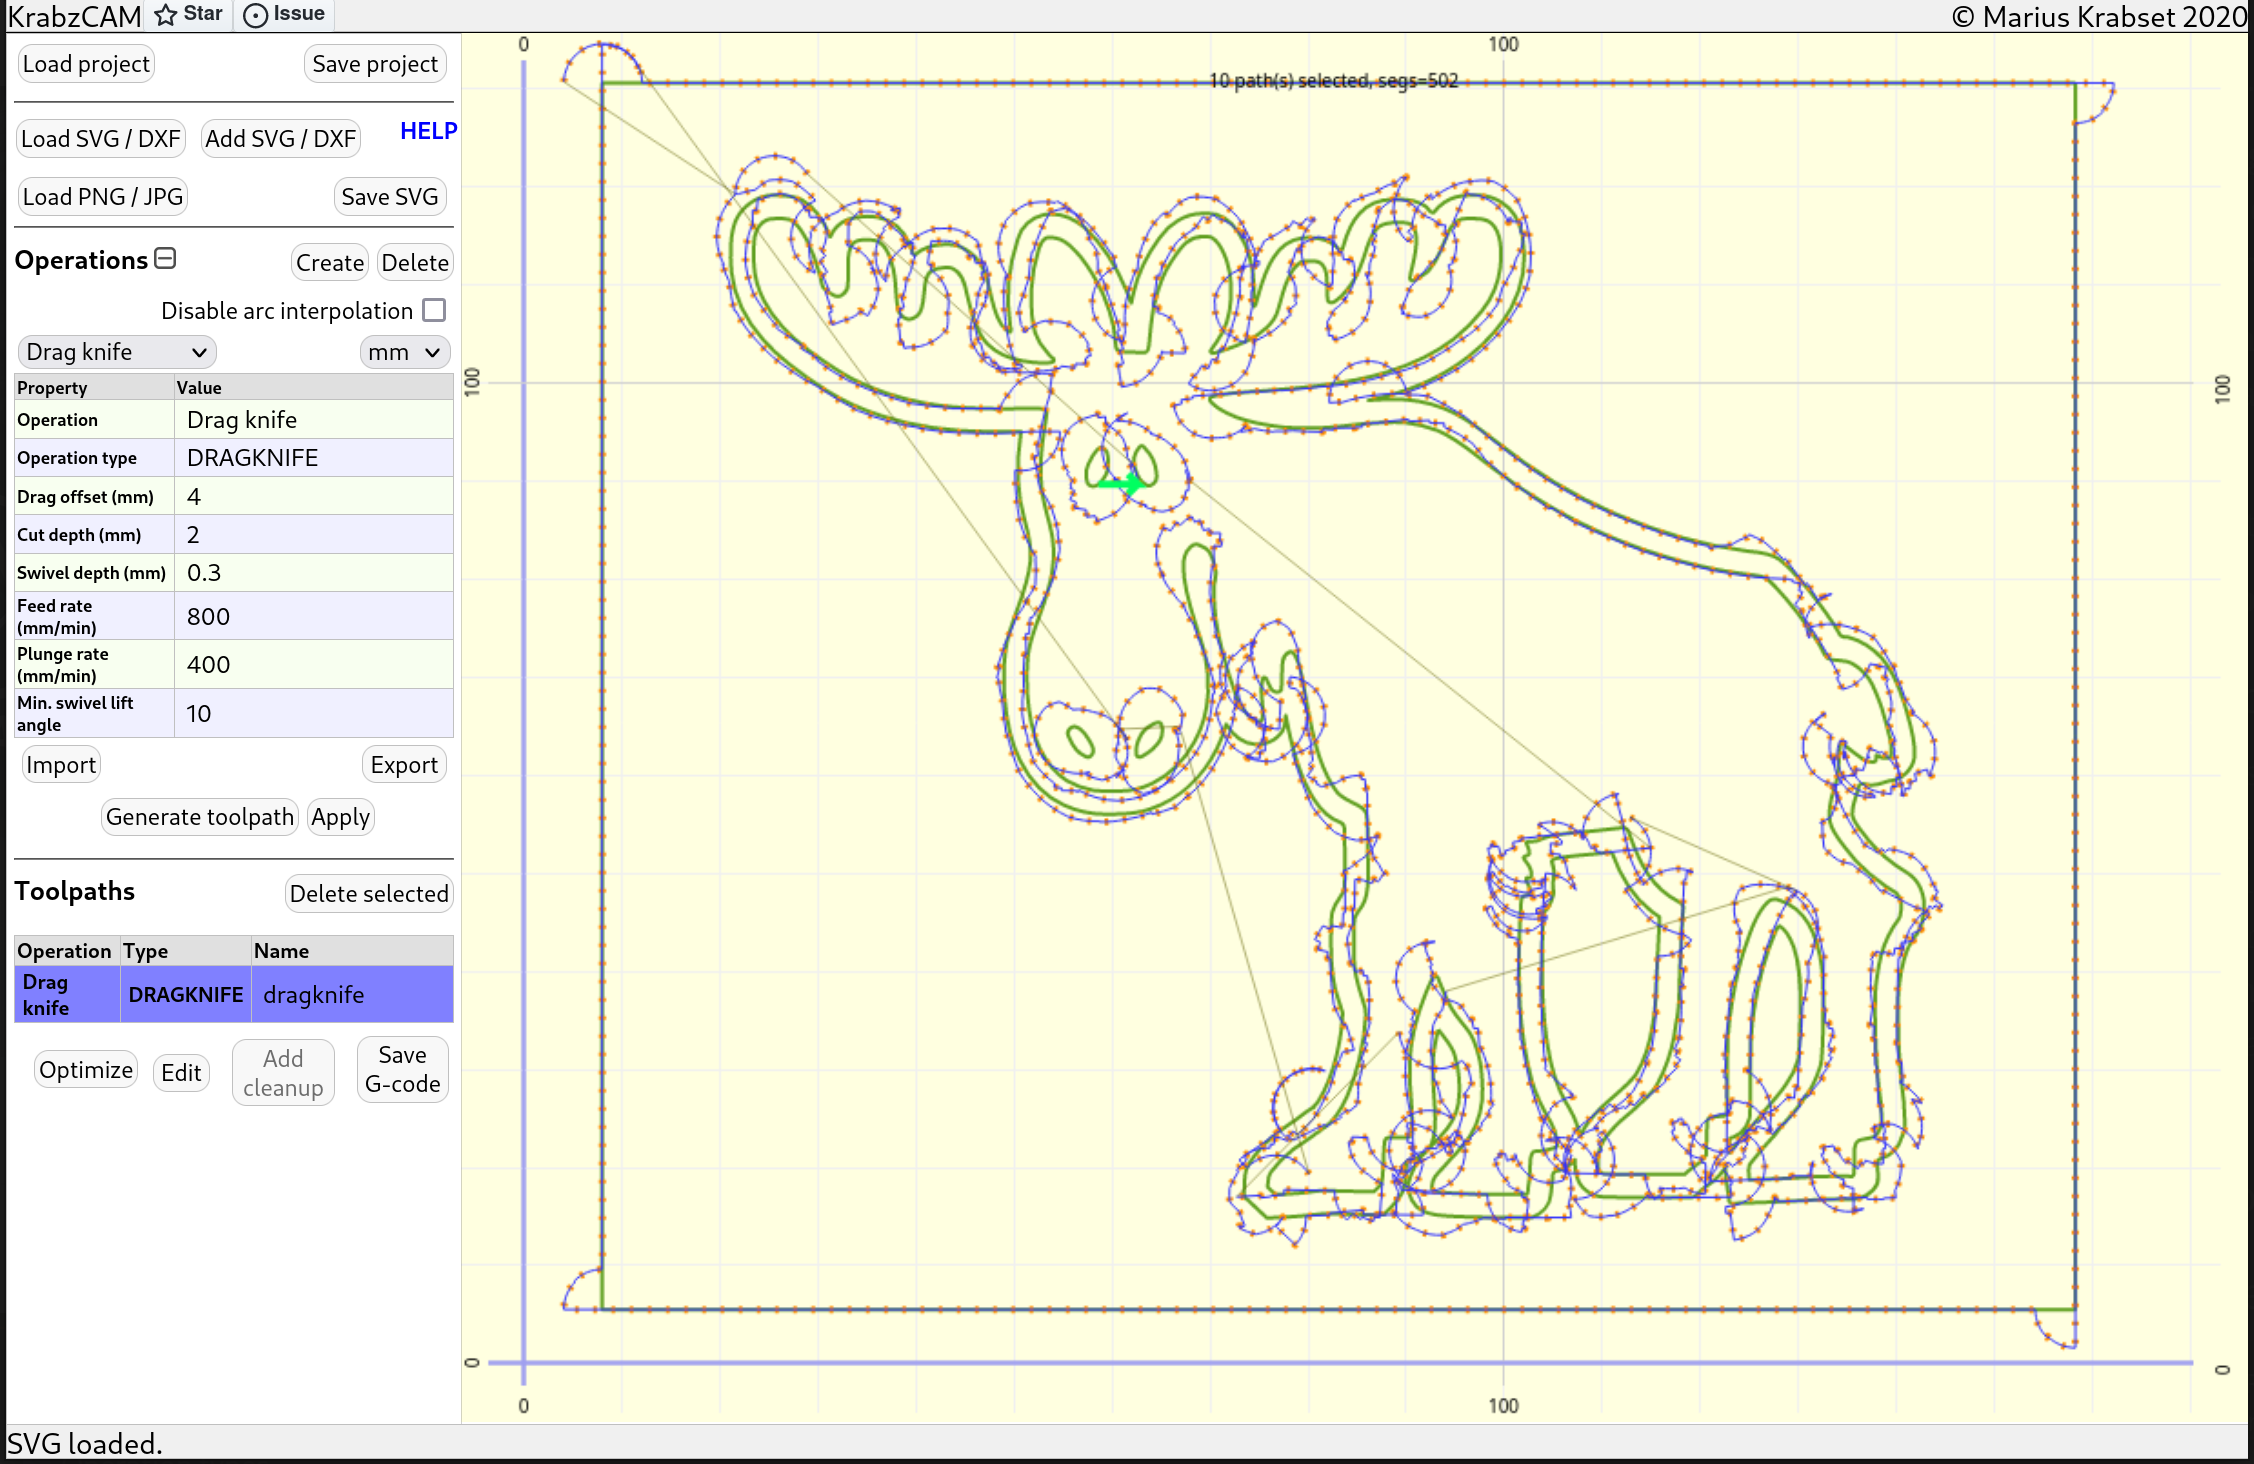 KrabzCAM Star Issue © Marius Krabset 2020
Load project Save project
Load SVG / DXF Add SVG / DXF HELP
Load PNG / JPG Save SVG
Operations Create Delete
Disable arc interpolation
Drag knife mm
Property Value
Operation Drag knife
Operation type DRAGKNIFE
Drag offset (mm) 4
Cut depth (mm) 2
Swivel depth (mm) 0.3
Feed rate (mm/min) 800
Plunge rate (mm/min) 400
Min. swivel lift angle 10
Import Export
Generate toolpath Apply
Toolpaths Delete selected
Operation Type Name
Drag knife DRAGKNIFE dragknife
Optimize Edit Add cleanup Save G-code
0 100
10 path(s) selected, segs=502
100 100
0 0
0 100
SVG loaded.